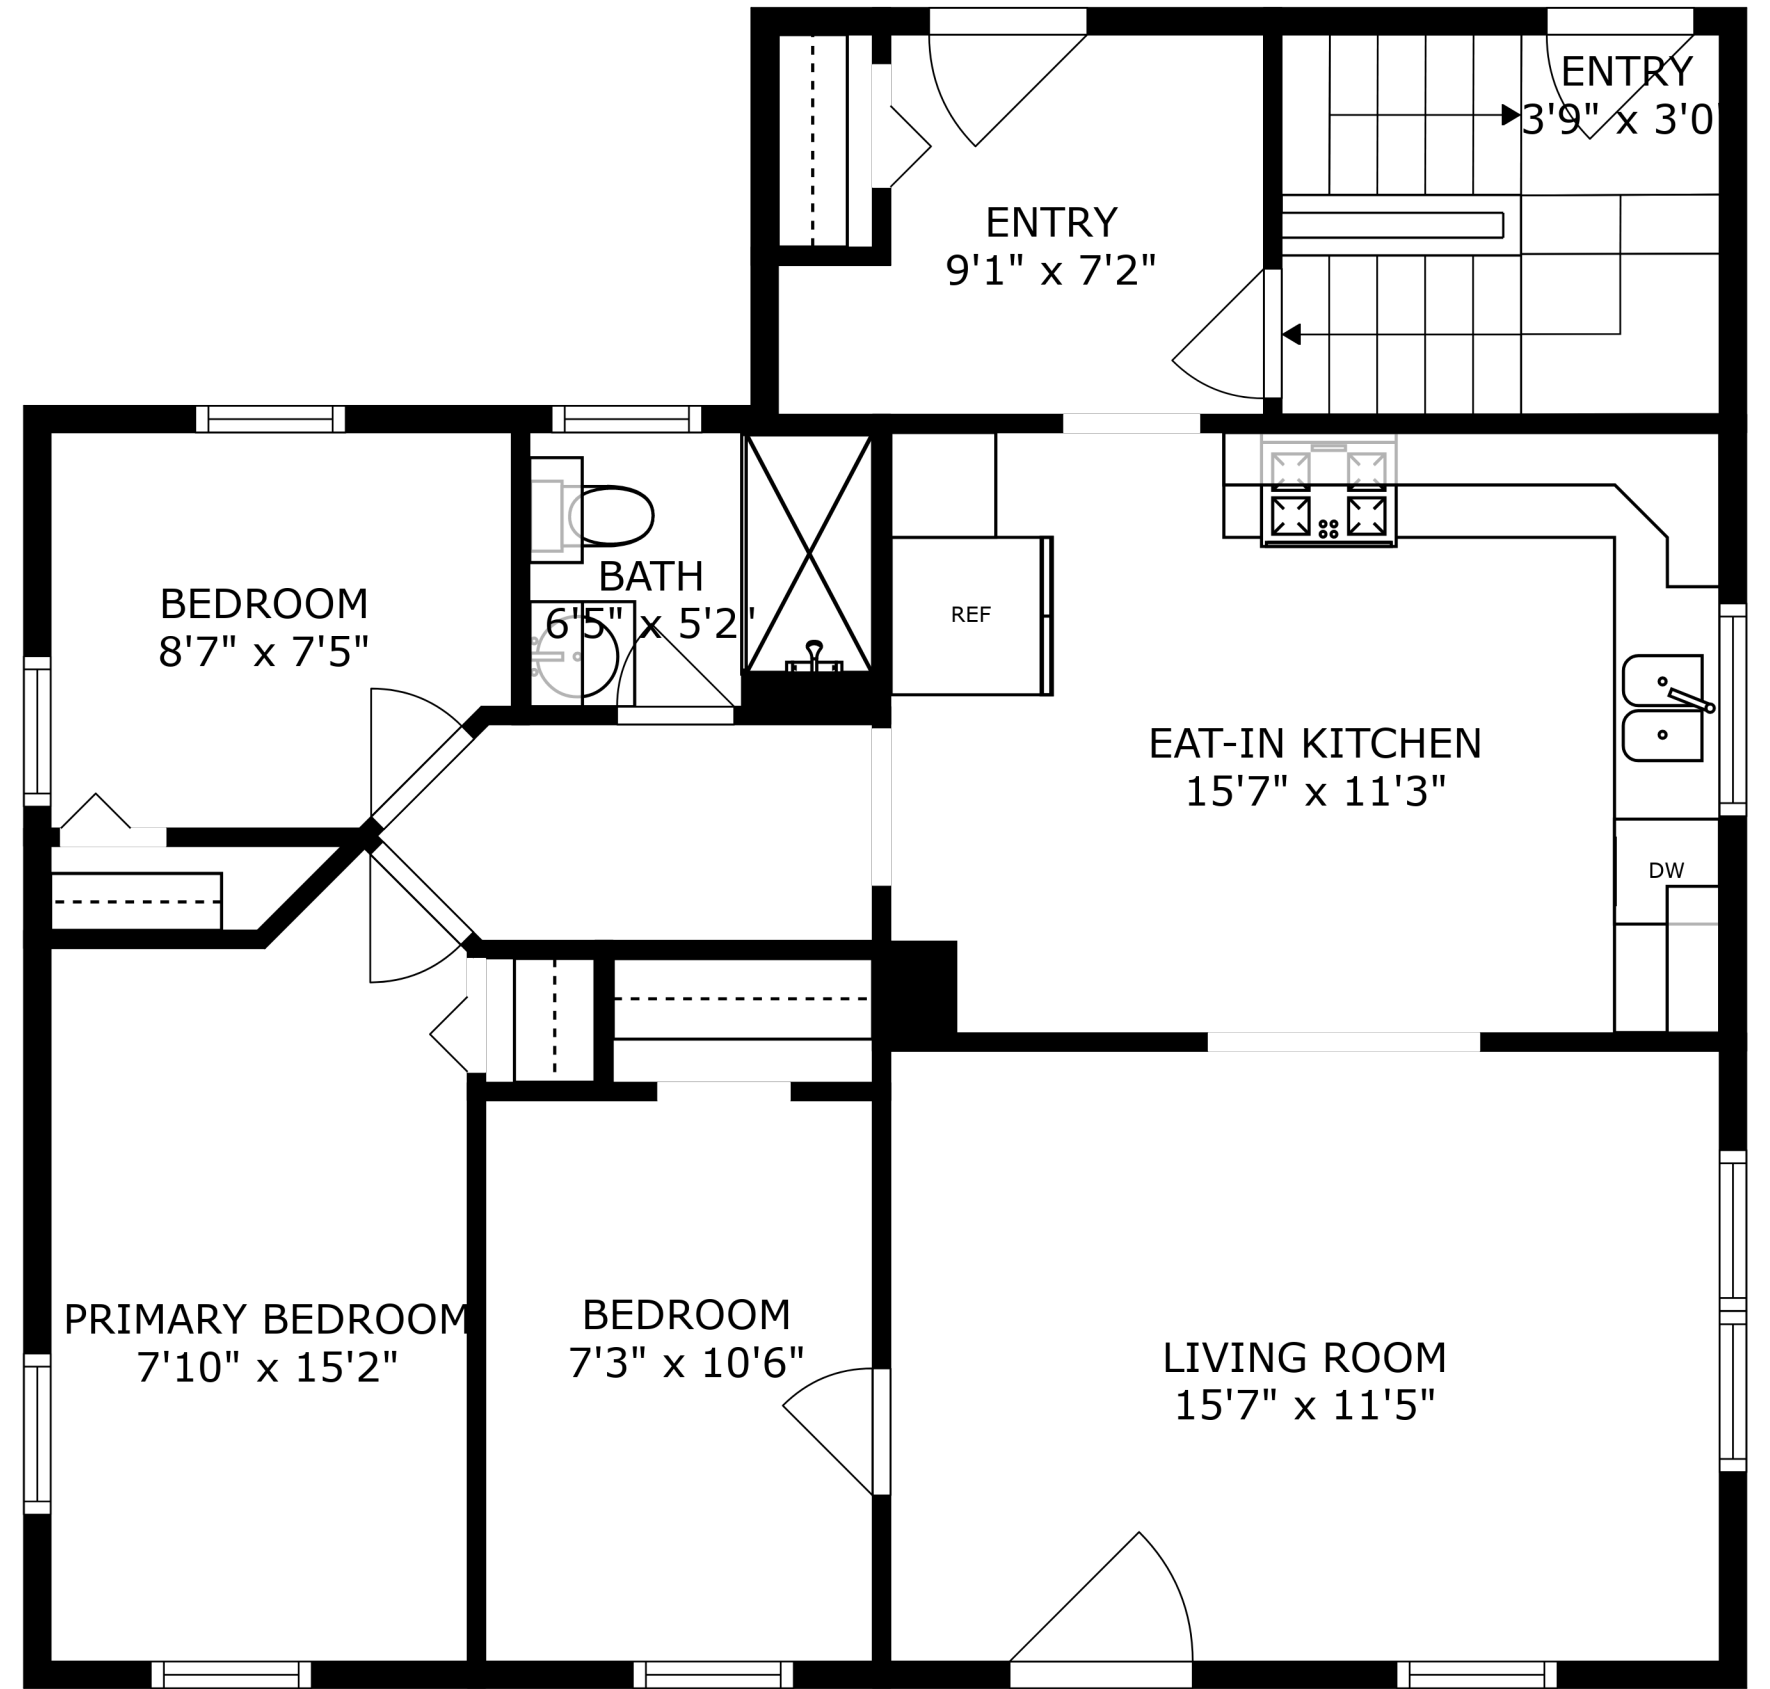 ENTRY
3'9" x 3'0
ENTRY
9'1" x 7'2"
BEDROOM
8'7" x 7'5"
BATH
6'5" x 5'2"
REF
EAT-IN KITCHEN
15'7" x 11'3"
DW
PRIMARY BEDROOM
7'10" x 15'2"
BEDROOM
7'3" x 10'6"
LIVING ROOM
15'7" x 11'5"